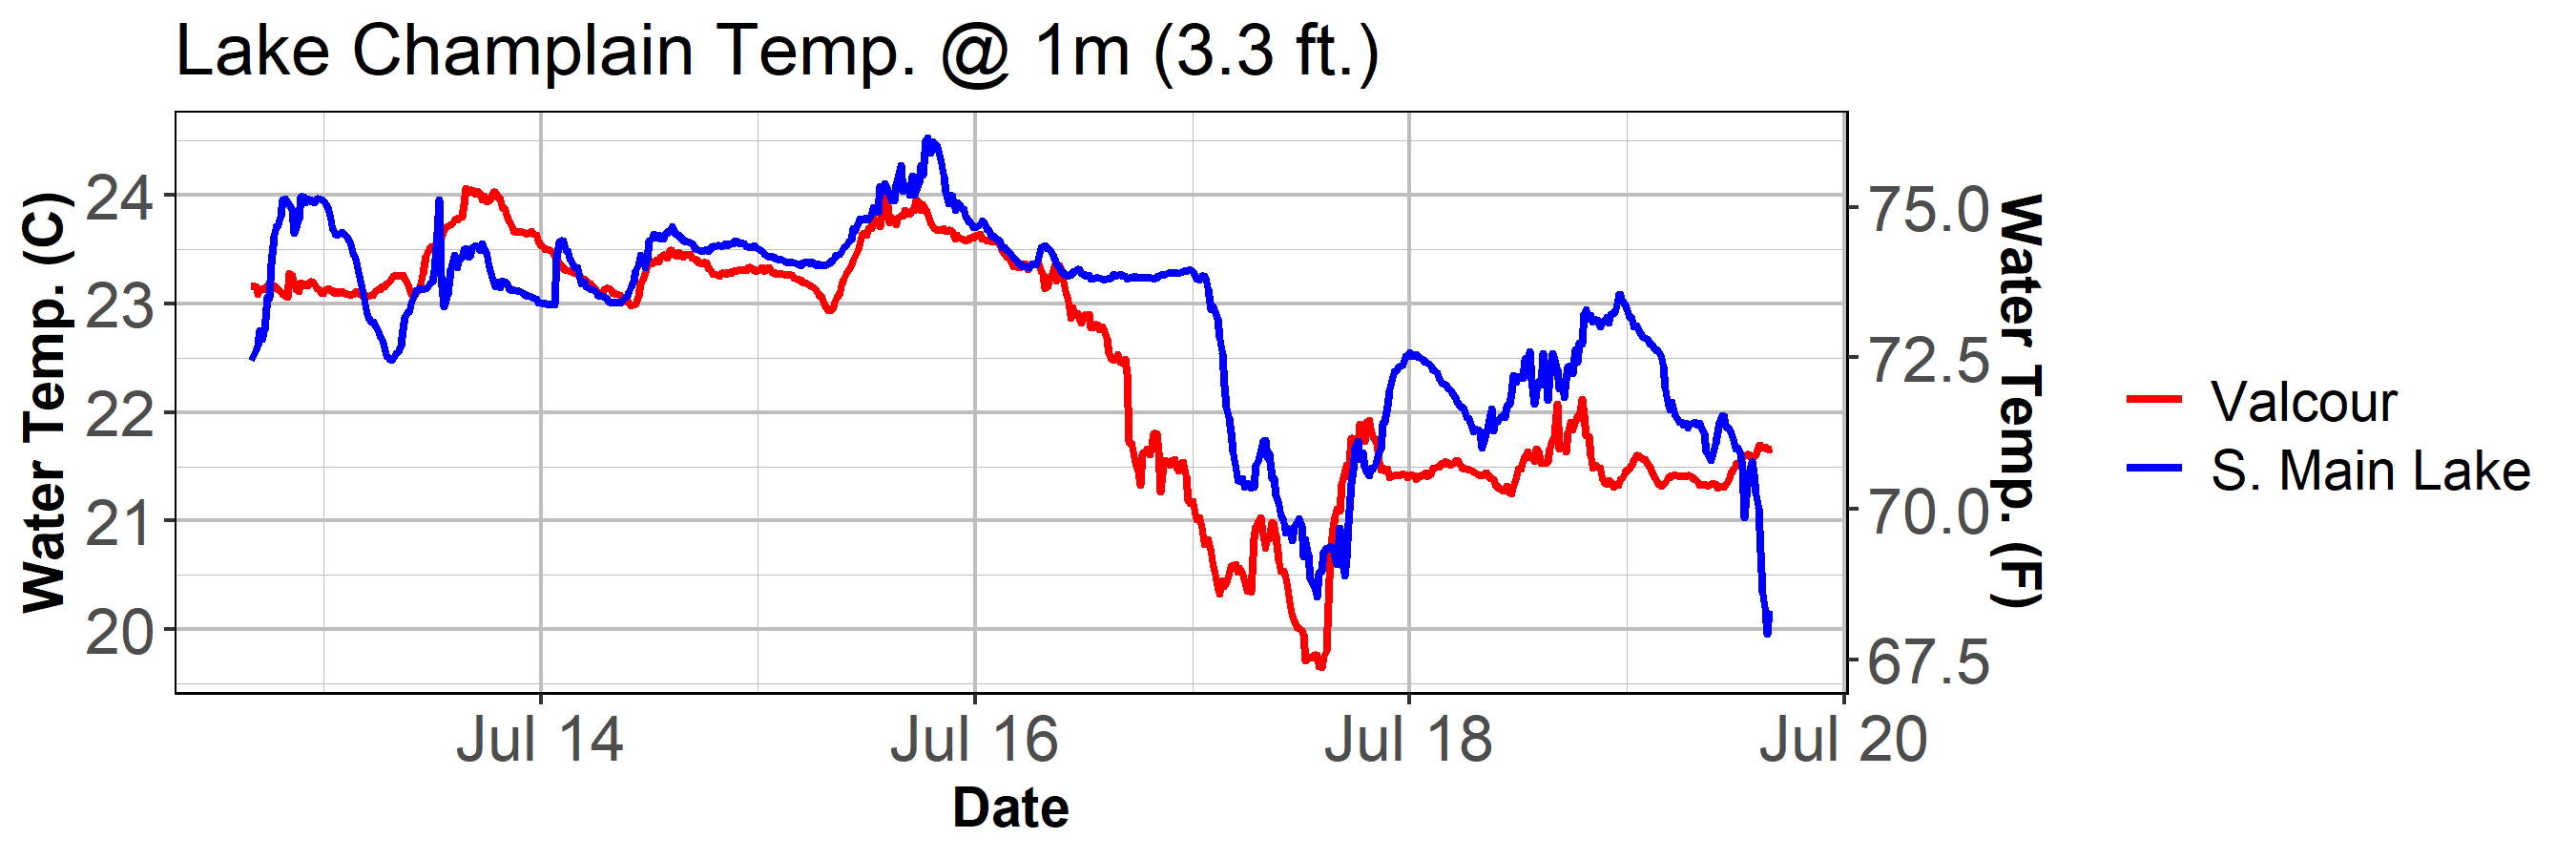 Lake Champlain Temp. @ 1m (3.3 ft.)
Water Temp. (C)
24
23
22
21
20
75.0
72.5
70.0
67.5
Water Temp. (F)
Jul 14
Jul 16
Jul 18
Jul 20
Date
Valcour
S. Main Lake